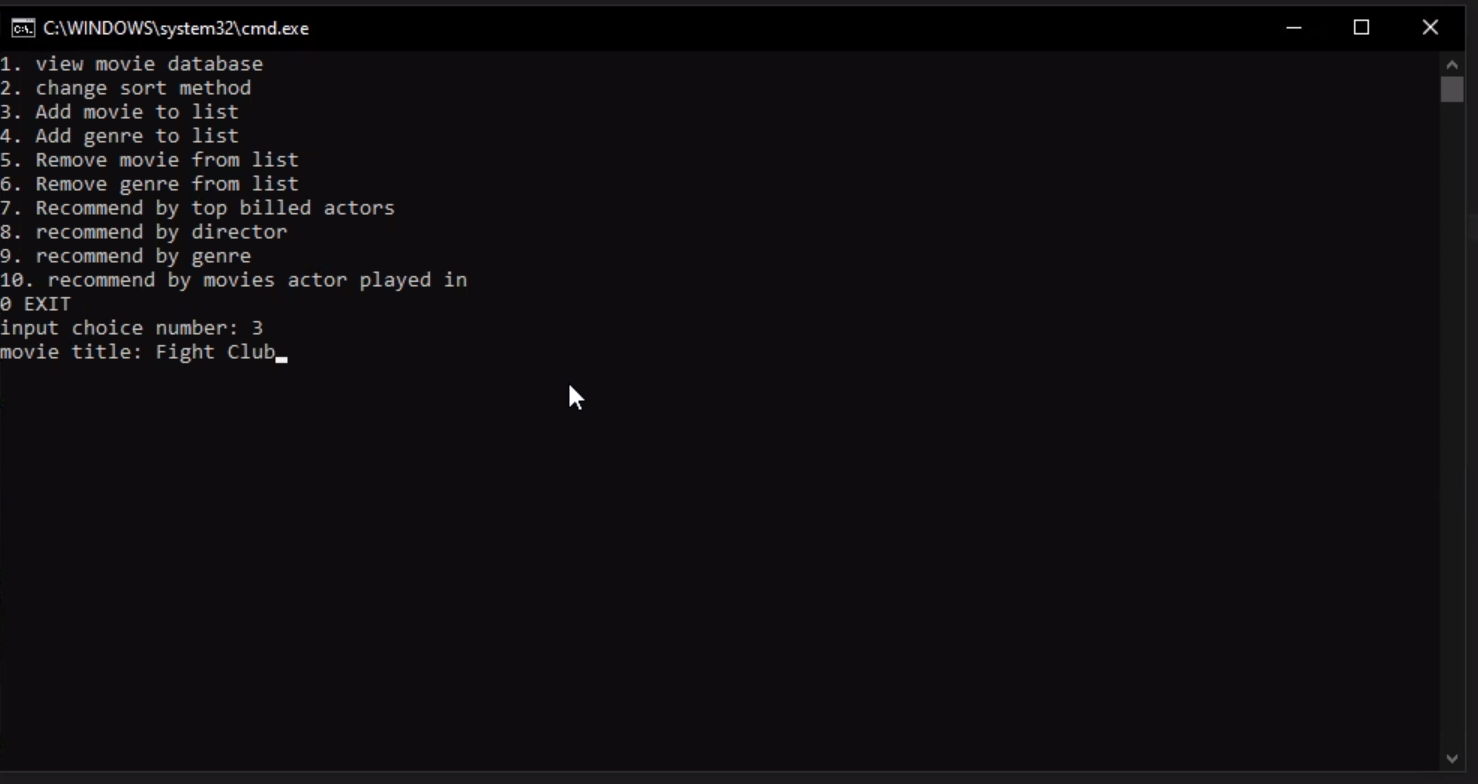 C:\WINDOWS\system32\cmd.exe
1. view movie database
2. change sort method
3. Add movie to list
4. Add genre to list
5. Remove movie from list
6. Remove genre from list
7. Recommend by top billed actors
8. recommend by director
9. recommend by genre
10. recommend by movies actor played in
0 EXIT
input choice number: 3
movie title: Fight Club